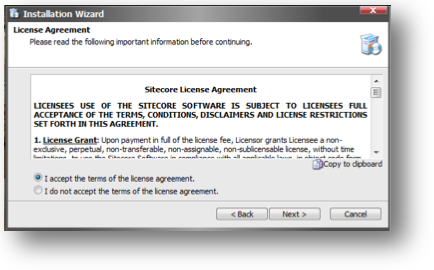 Installation Wizard
License Agreement
Please read the following important information before continuing.
Sitecore License Agreement
LICENSEES USE OF THE SITECORE SOFTWARE IS SUBJECT TO LICENSEES FULL
ACCEPTANCE OF THE TERMS, CONDITIONS, DISCLAIMERS AND LICENSE RESTRICTIONS
SET FORTH IN THIS AGREEMENT.
1. License Grant: Upon payment in full of the license fee, Licensor grants Licensee a non-
exclusive, perpetual, non-transferable, non-assignable, non-sublicensable license, without time
limitations, to use the Sitecore Software in compliance with all applicable laws, in object code form
Copy to clipboard
I accept the terms of the license agreement.
I do not accept the terms of the license agreement.
< Back Next > Cancel